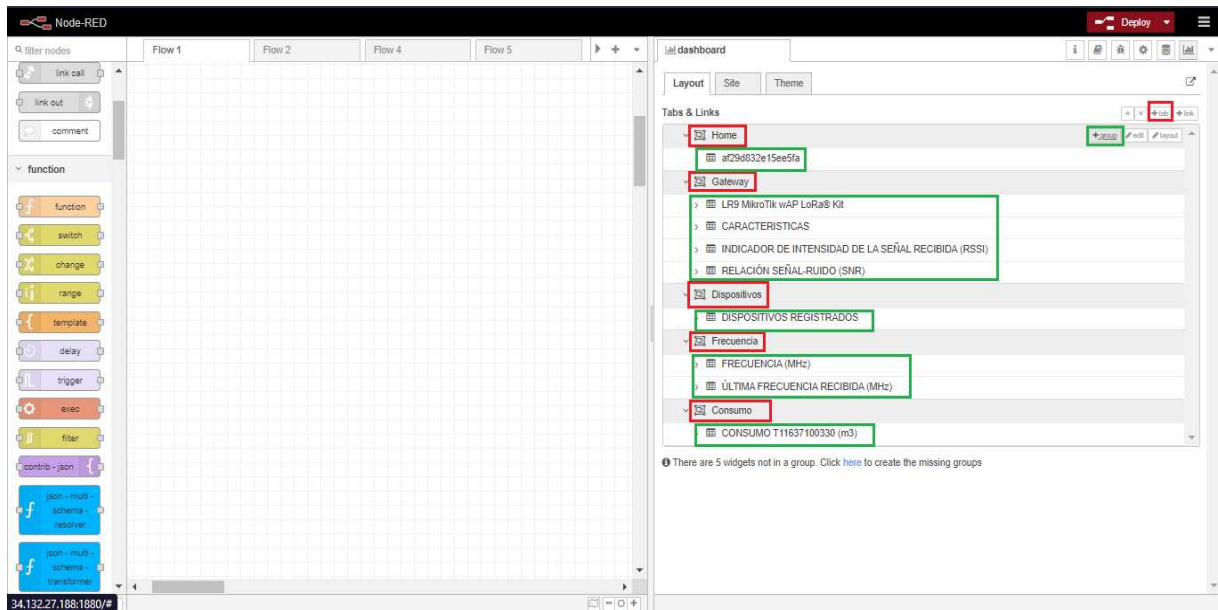 Node-RED
Deploy
filter nodes
Flow 1
Flow 2
Flow 4
Flow 5
dashboard
link call
link out
comment
function
function
switch
change
range
template
delay
trigger
exec
filter
contrib - json
json - multi -
schema -
resolver
json - multi -
schema -
transformer
34.132.27.188:1880/#
Layout
Site
Theme
Tabs & Links
+tab
+link
Home
+group
edit
layout
af29d832e15ee5fa
Gateway
LR9 MikroTik wAP LoRa® Kit
CARACTERISTICAS
INDICADOR DE INTENSIDAD DE LA SEÑAL RECIBIDA (RSSI)
RELACIÓN SEÑAL-RUIDO (SNR)
Dispositivos
DISPOSITIVOS REGISTRADOS
Frecuencia
FRECUENCIA (MHz)
ÚLTIMA FRECUENCIA RECIBIDA (MHz)
Consumo
CONSUMO T11637100330 (m3)
There are 5 widgets not in a group. Click here to create the missing groups